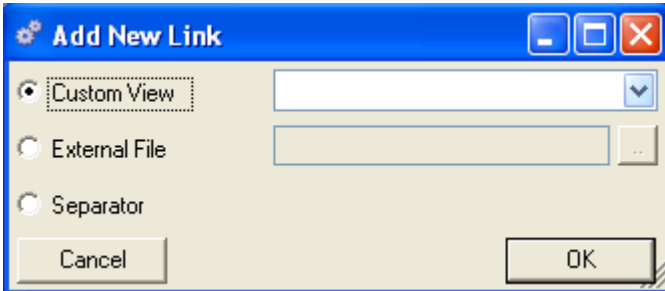 Add New Link
Custom View
External File
..
Separator
Cancel OK